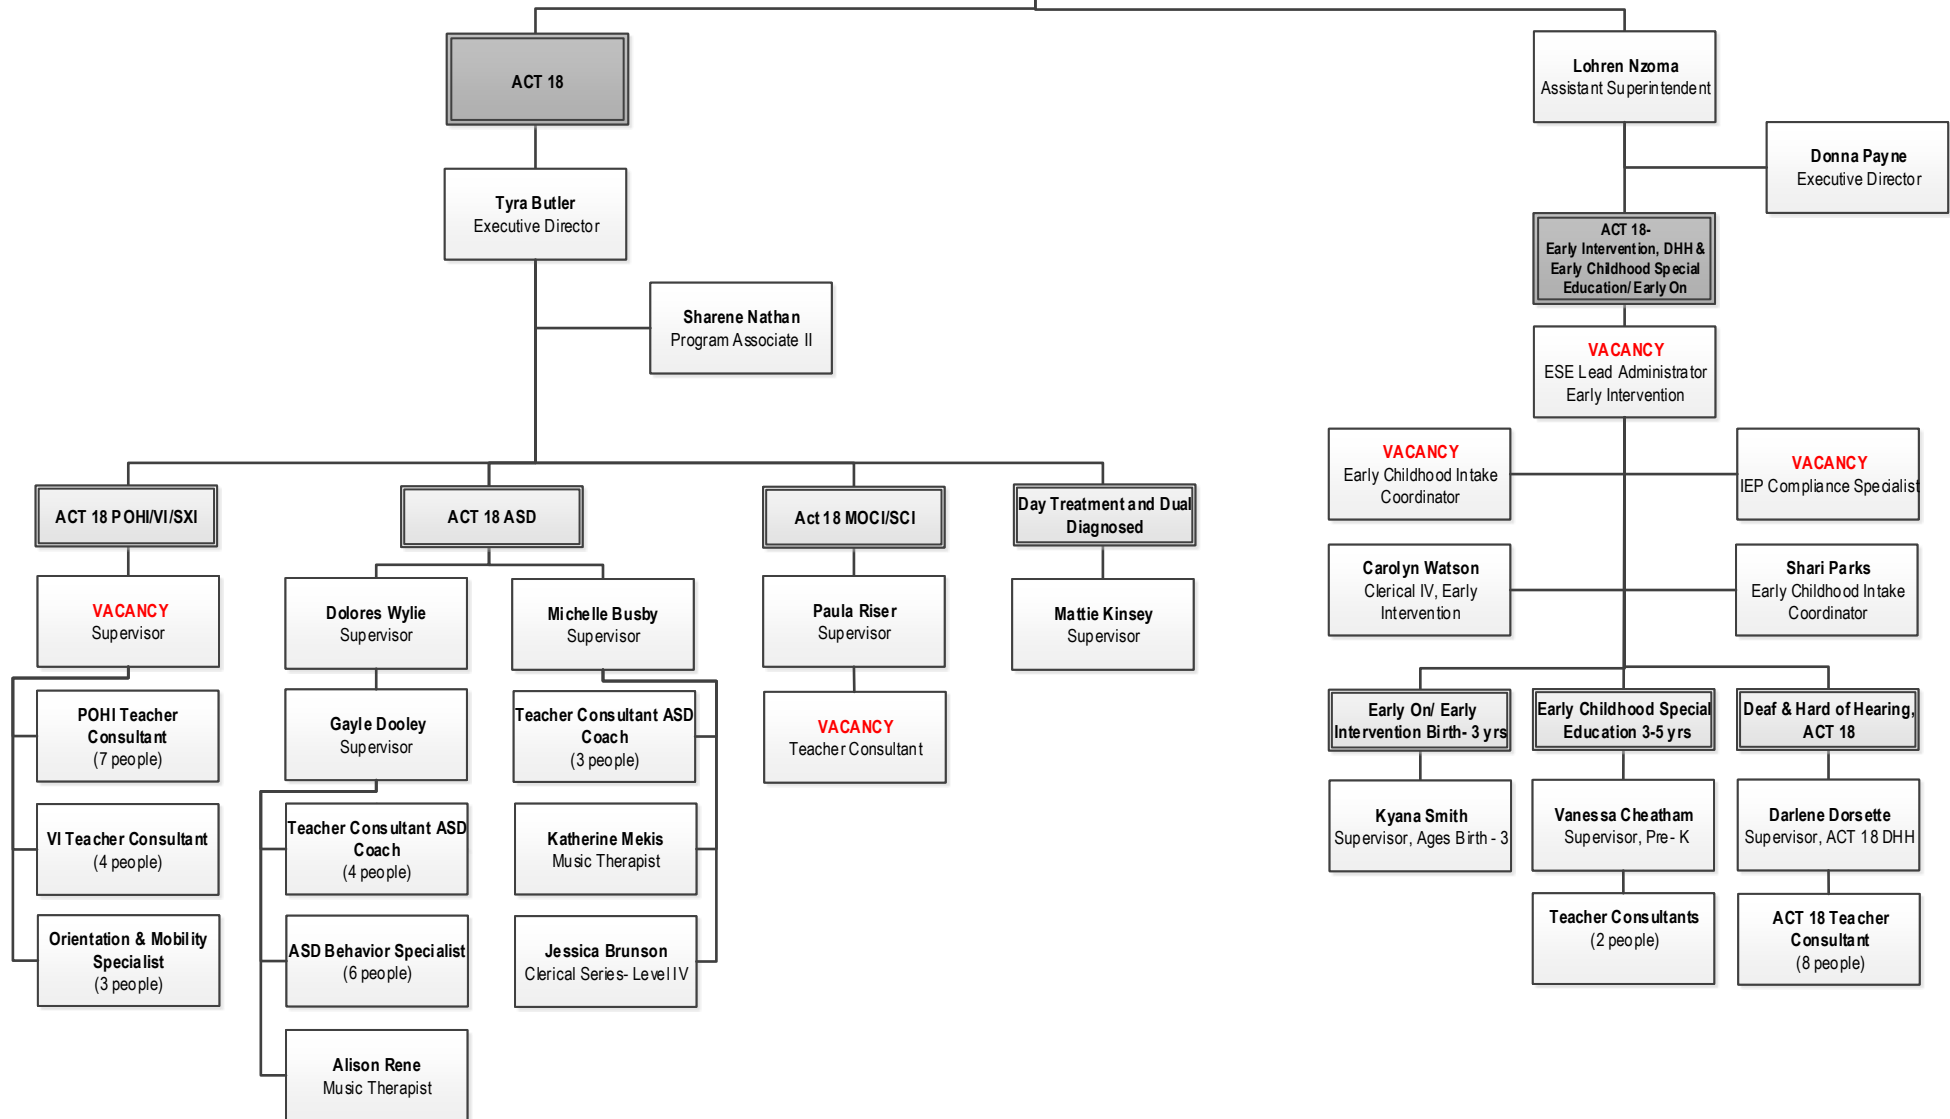 ACT 18
Tyra Butler
Executive Director
Sharene Nathan
Program Associate II
ACT 18 POHI/VI/SXI
VACANCY
Supervisor
POHI Teacher
Consultant
(7 people)
VI Teacher Consultant
(4 people)
Orientation & Mobility
Specialist
(3 people)
ACT 18 ASD
Dolores Wylie
Supervisor
Gayle Dooley
Supervisor
Teacher Consultant ASD
Coach
(4 people)
ASD Behavior Specialist
(6 people)
Alison Rene
Music Therapist
Michelle Busby
Supervisor
Teacher Consultant ASD
Coach
(3 people)
Katherine Mekis
Music Therapist
Jessica Brunson
Clerical Series- Level IV
Act 18 MOCI/SCI
Paula Riser
Supervisor
VACANCY
Teacher Consultant
Day Treatment and Dual
Diagnosed
Mattie Kinsey
Supervisor
Lohren Nzoma
Assistant Superintendent
Donna Payne
Executive Director
ACT 18-
Early Intervention, DHH &
Early Childhood Special
Education/ Early On
VACANCY
ESE Lead Administrator
Early Intervention
VACANCY
Early Childhood Intake
Coordinator
VACANCY
IEP Compliance Specialist
Carolyn Watson
Clerical IV, Early
Intervention
Shari Parks
Early Childhood Intake
Coordinator
Early On/ Early
Intervention Birth- 3 yrs
Kyana Smith
Supervisor, Ages Birth - 3
Early Childhood Special
Education 3-5 yrs
Vanessa Cheatham
Supervisor, Pre- K
Teacher Consultants
(2 people)
Deaf & Hard of Hearing,
ACT 18
Darlene Dorsette
Supervisor, ACT 18 DHH
ACT 18 Teacher
Consultant
(8 people)